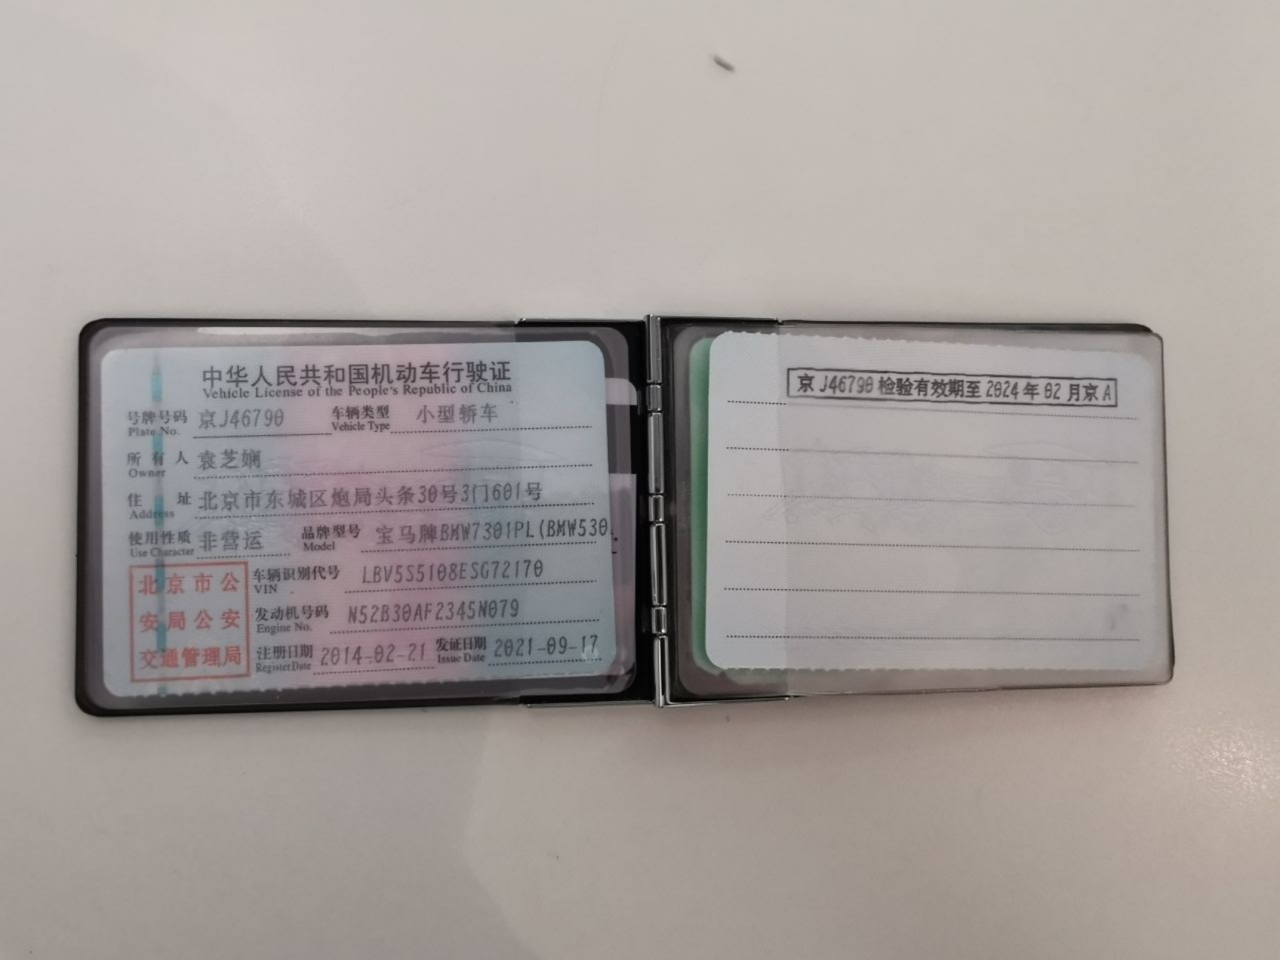 中华人民共和国机动车行驶证
Vehicle License of the People's Republic of China
号牌号码 京J46790 车辆类型 小型轿车
Plate No. Vehicle Type
所有人 袁芝娴
Owner
住址 北京市东城区炮局头条30号3门601号
Address
使用性质 非营运 品牌型号 宝马牌BMW7301PL(BMW530
Use Character Model
北京市公
安局公安
交通管理局
车辆识别代号 LBV5S5108ESG72170
VIN
发动机号码 N52B30AF2345N079
Engine No.
注册日期 2014-02-21 发证日期 2021-09-17
Register Date Issue Date
京J46790检验有效期至2024年02月京A